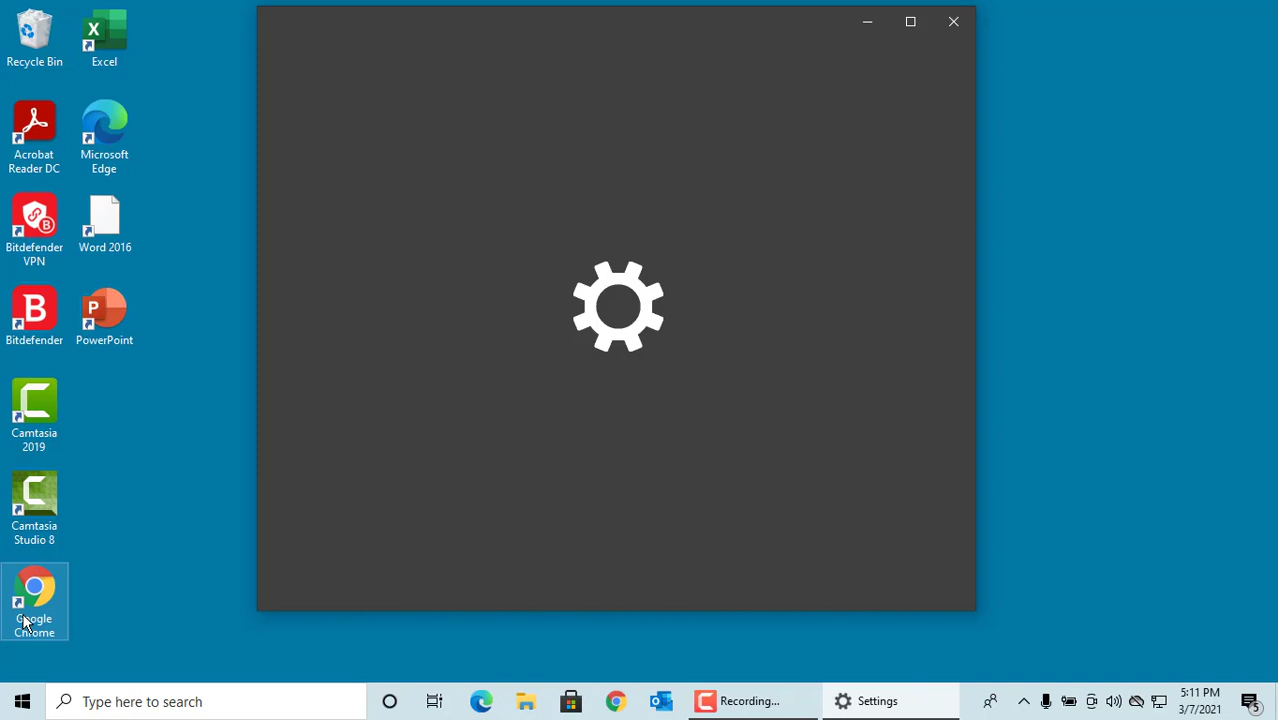 Recycle Bin
Excel
Acrobat
Reader DC
Microsoft
Edge
Bitdefender
VPN
Word 2016
Bitdefender
PowerPoint
Camtasia
2019
Camtasia
Studio 8
Google
Chrome
Type here to search
Recording...
Settings
5:11 PM
3/7/2021
5